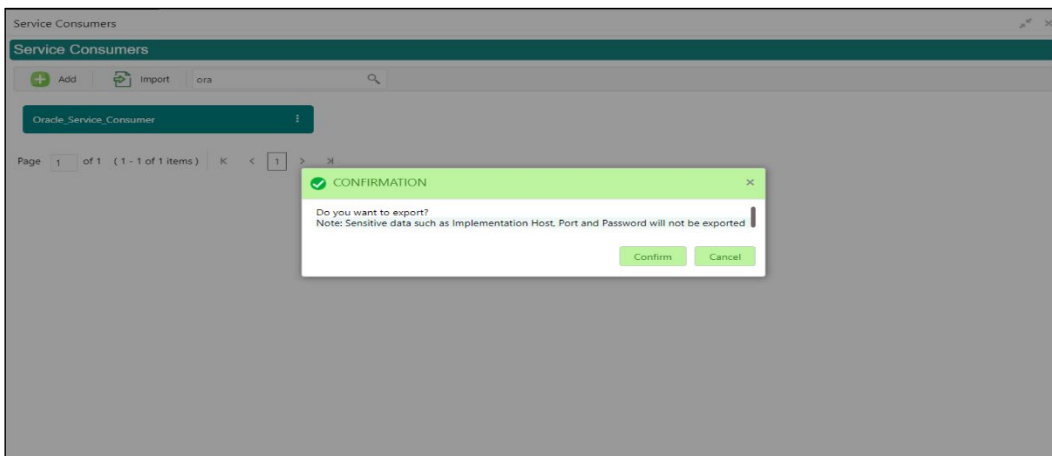 Service Consumers
Service Consumers
Add Import ora
Oracle_Service_Consumer
Page 1 of 1 ( 1 - 1 of 1 items ) K < 1 > >|
CONFIRMATION
Do you want to export?
Note: Sensitive data such as Implementation Host, Port and Password will not be exported
Confirm Cancel